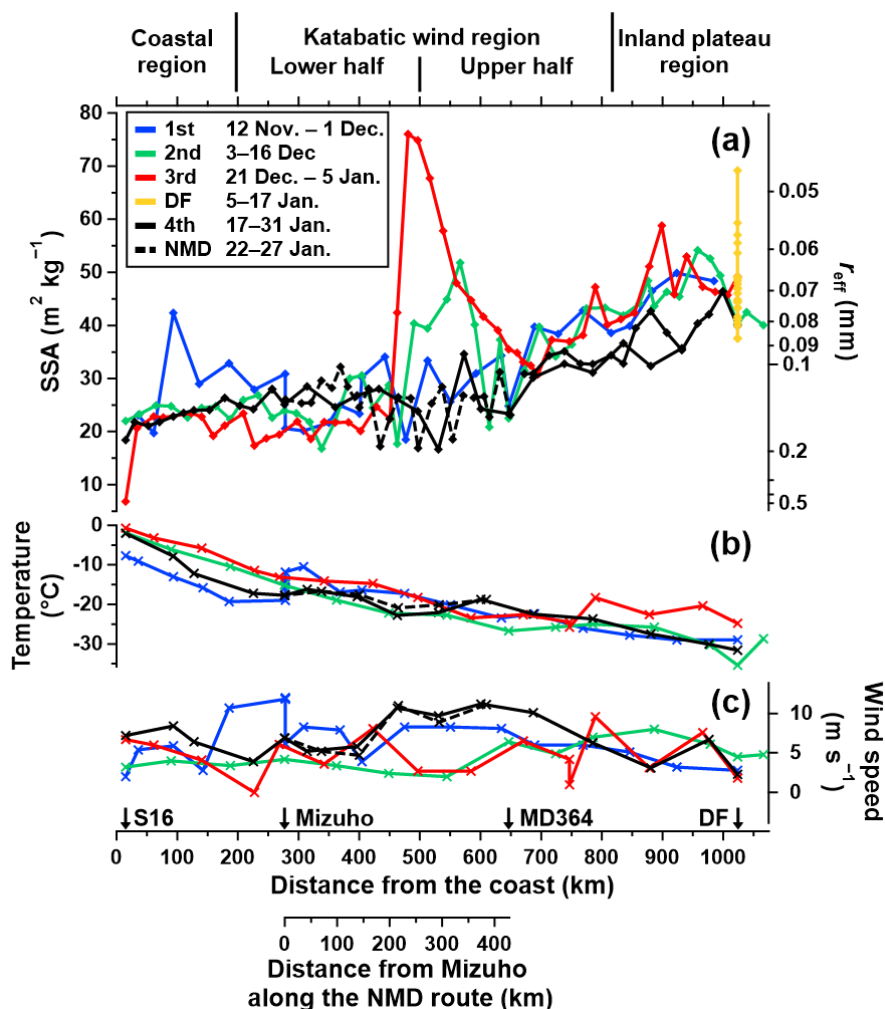 Coastal region
Katabatic wind region
Lower half
Upper half
Inland plateau region
(a)
80
70
60
50
40
30
20
10
SSA (m² kg⁻¹)
1st 12 Nov. – 1 Dec.
2nd 3–16 Dec
3rd 21 Dec. – 5 Jan.
DF 5–17 Jan.
4th 17–31 Jan.
NMD 22–27 Jan.
0.05
0.06
0.07
0.08
0.09
0.1
0.2
0.5
r_eff (mm)
(b)
0
-10
-20
-30
Temperature (°C)
(c)
10
5
0
Wind speed (m s⁻¹)
S16
Mizuho
MD364
DF
0 100 200 300 400 500 600 700 800 900 1000
Distance from the coast (km)
0 100 200 300 400
Distance from Mizuho
along the NMD route (km)